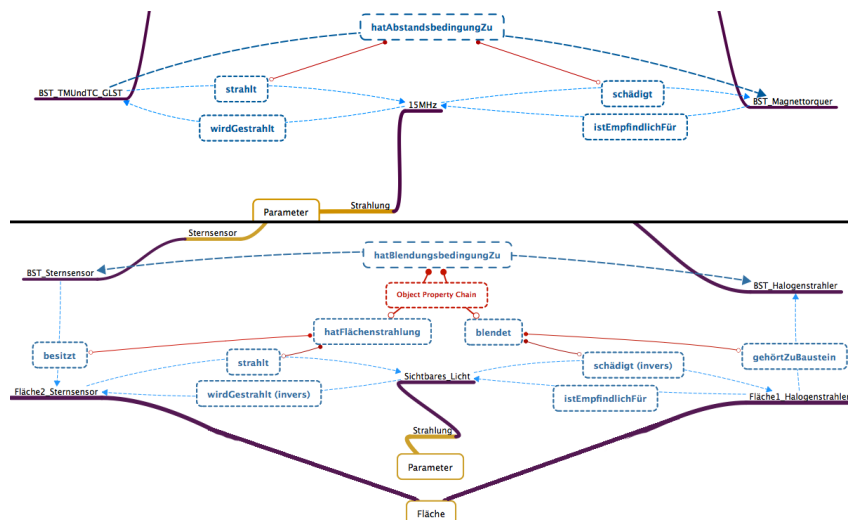 hatAbstandsbedingungZu
strahlt
BST_TMUndTC_GLST
15MHz
schädigt
BST_Magnettorquer
wirdGestrahlt
istEmpfindlichFür
Strahlung
Parameter
Sternsensor
hatBlendungsbedingungZu
BST_Sternsensor
BST_Halogenstrahler
Object Property Chain
hatFlächenstrahlung
blendet
besitzt
strahlt
schädigt (invers)
gehörtZuBaustein
Sichtbares_Licht
Fläche2_Sternsensor
wirdGestrahlt (invers)
istEmpfindlichFür
Fläche1_Halogenstrahler
Strahlung
Parameter
Fläche